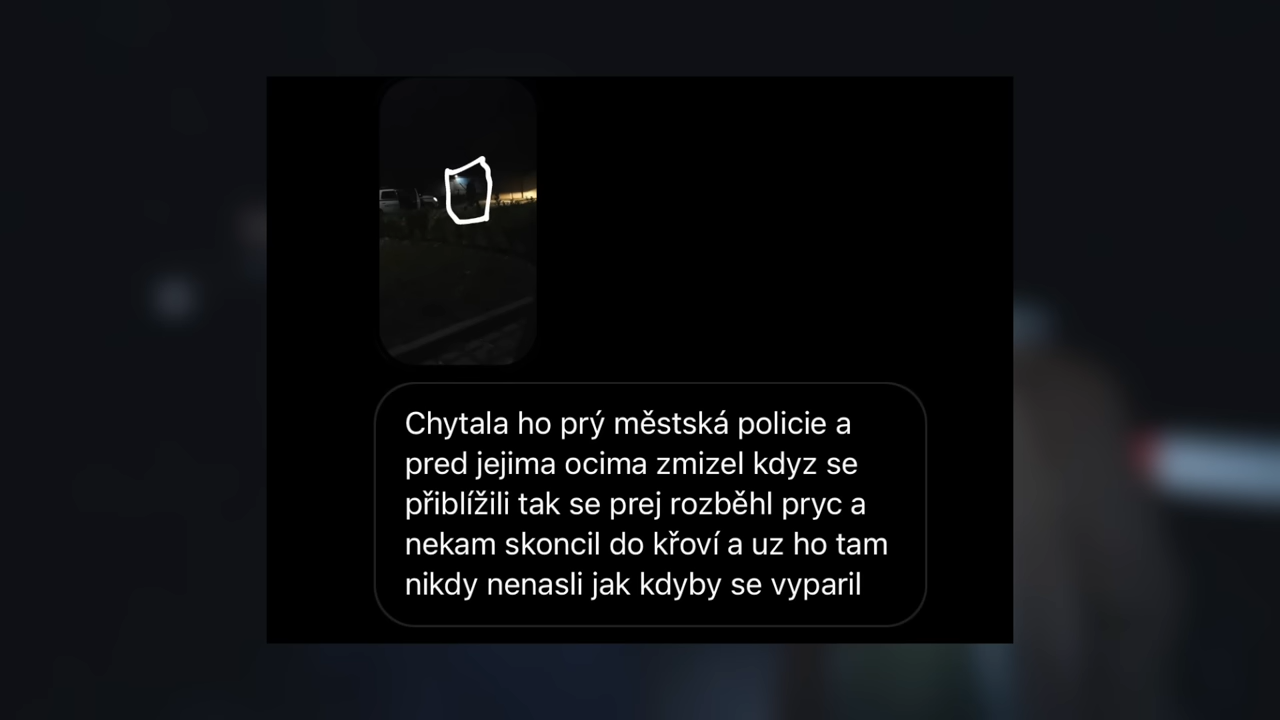 Chytala ho prý městská policie a
pred jejima ocima zmizel kdyz se
přiblížili tak se prej rozběhl pryc a
nekam skoncil do křoví a uz ho tam
nikdy nenasli jak kdyby se vyparil